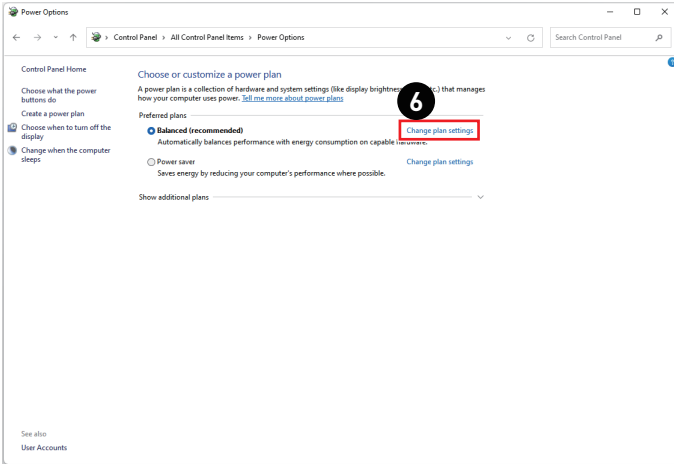 Power Options
Control Panel > All Control Panel Items > Power Options
Search Control Panel
Control Panel Home
Choose what the power
buttons do
Create a power plan
Choose when to turn off the
display
Change when the computer
sleeps
Choose or customize a power plan
A power plan is a collection of hardware and system settings (like display brightness, etc.) that manages
how your computer uses power. Tell me more about power plans
Preferred plans
6
Balanced (recommended)
Change plan settings
Automatically balances performance with energy consumption on capable hardware.
Power saver
Change plan settings
Saves energy by reducing your computer's performance where possible.
Show additional plans
See also
User Accounts